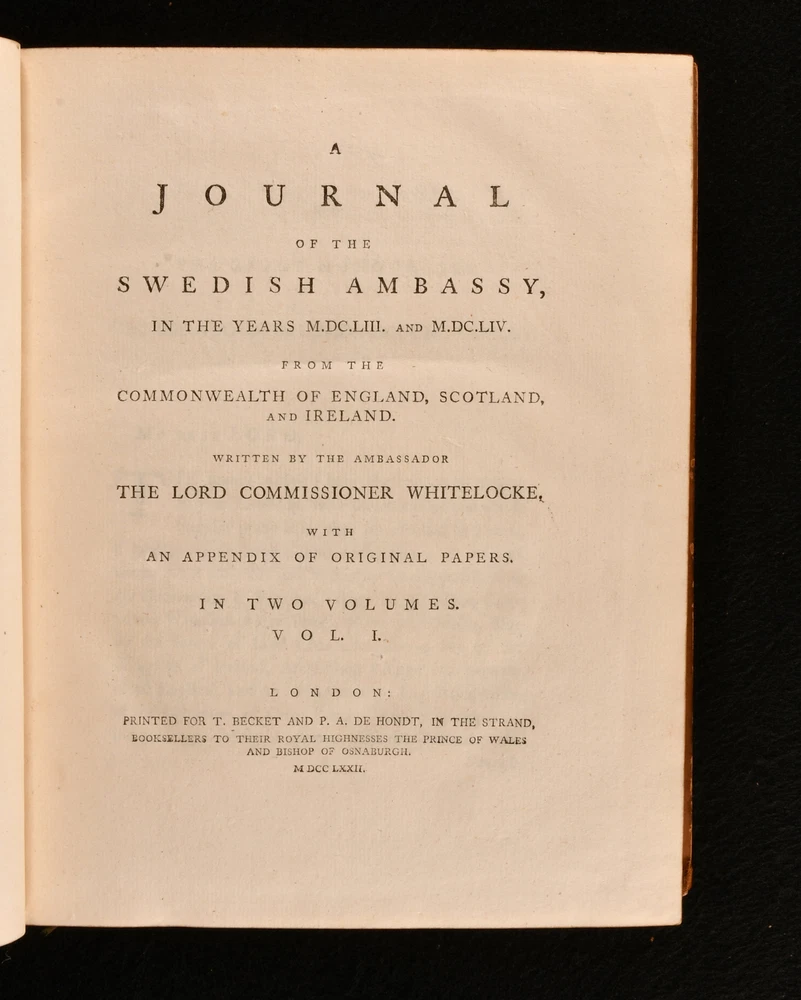 A
JOURNAL
OF THE
SWEDISH AMBASSY,
IN THE YEARS M.DC.LIII. AND M.DC.LIV.
FROM THE
COMMONWEALTH OF ENGLAND, SCOTLAND,
AND IRELAND.
WRITTEN BY THE AMBASSADOR
THE LORD COMMISSIONER WHITELOCKE,
WITH
AN APPENDIX OF ORIGINAL PAPERS.
IN TWO VOLUMES.
VOL. I.
LONDON:
PRINTED FOR T. BECKET AND P. A. DE HONDT, IN THE STRAND,
BOOKSELLERS TO THEIR ROYAL HIGHNESSES THE PRINCE OF WALES
AND BISHOP OF OSNABURGH.
M DCC LXXII.